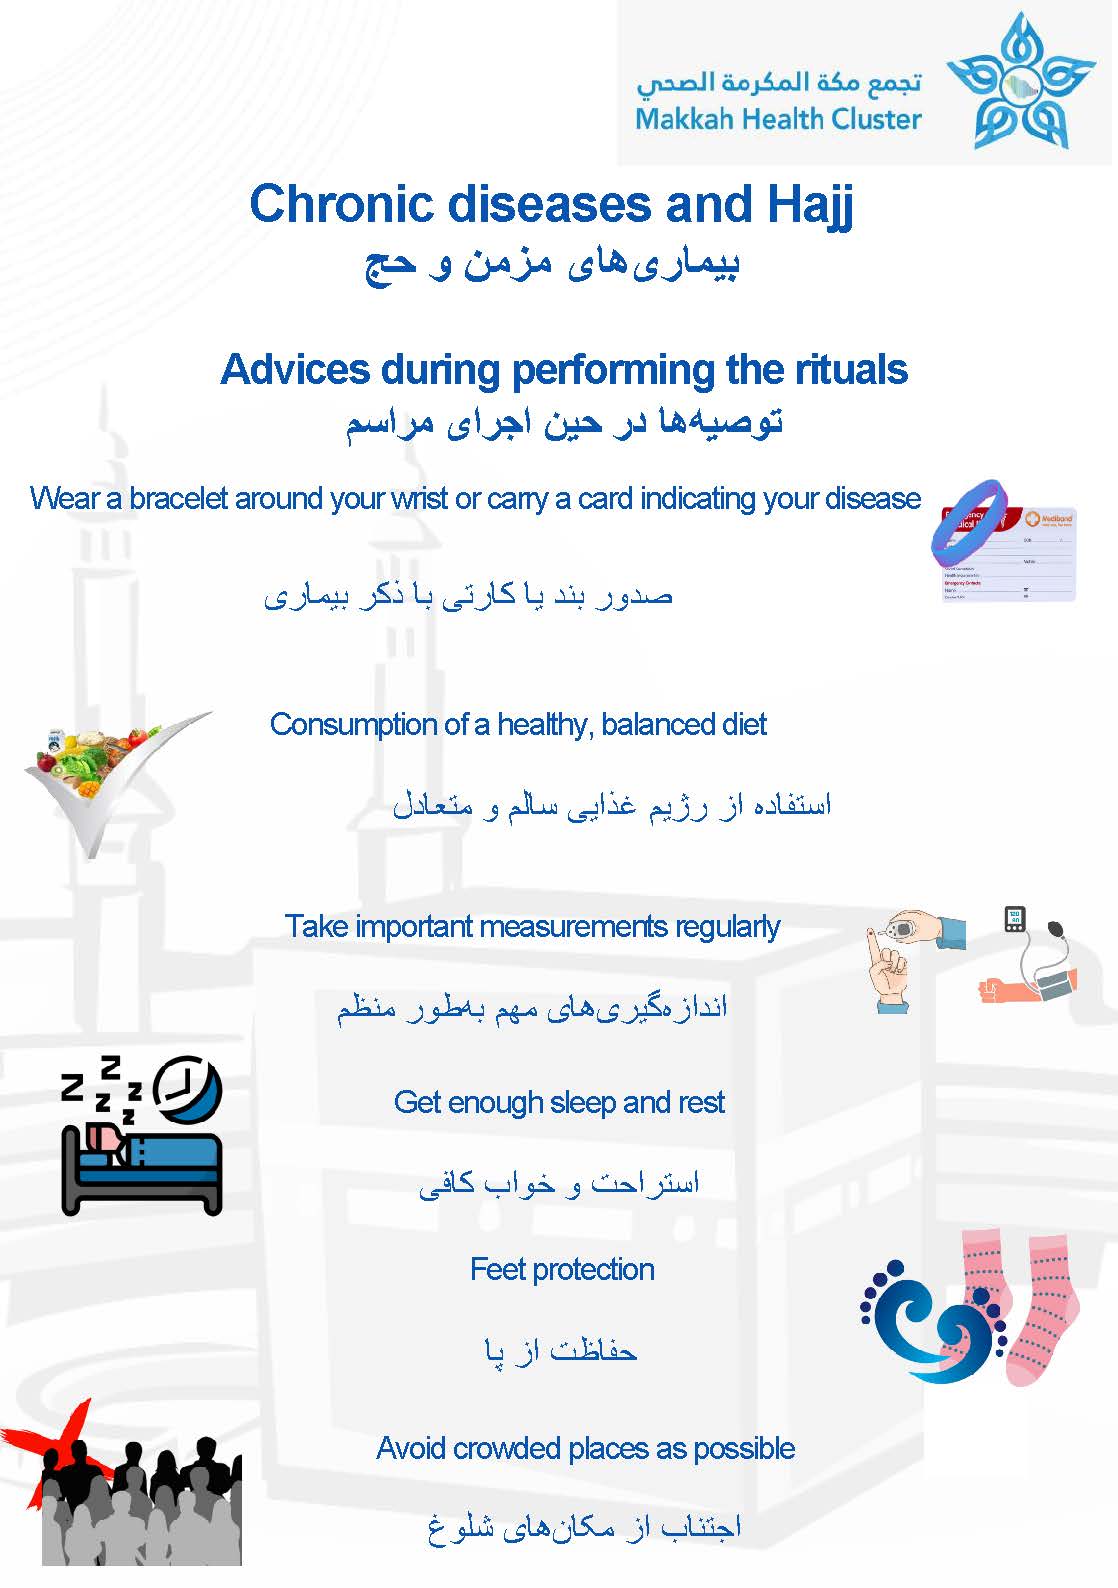 تجمع مكة المكرمة الصحي
Makkah Health Cluster
Chronic diseases and Hajj
بیماری‌های مزمن و حج
Advices during performing the rituals
توصیه‌ها در حین اجرای مراسم
Wear a bracelet around your wrist or carry a card indicating your disease
Mediband
صدور بند یا کارتی با ذکر بیماری
Consumption of a healthy, balanced diet
استفاده از رژیم غذایی سالم و متعادل
Take important measurements regularly
اندازه‌گیری‌های مهم به‌طور منظم
Get enough sleep and rest
Z Z Z Z Z
استراحت و خواب کافی
Feet protection
حفاظت از پا
Avoid crowded places as possible
اجتناب از مکان‌های شلوغ